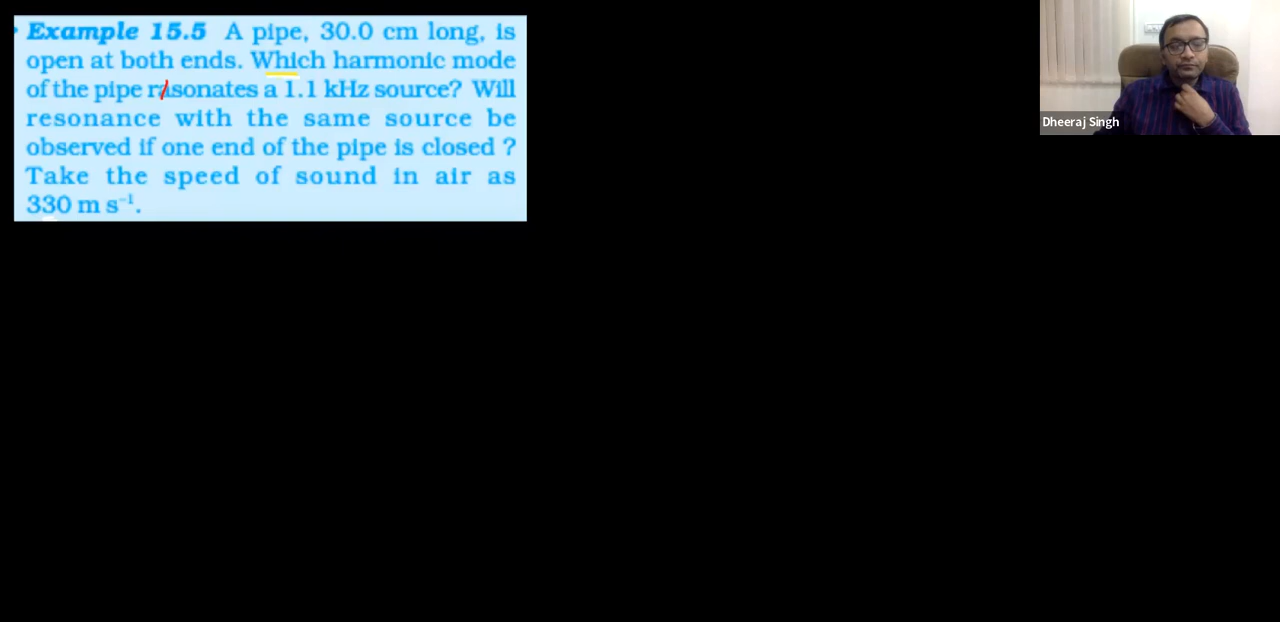 Example 15.5 A pipe, 30.0 cm long, is
open at both ends. Which harmonic mode
of the pipe rasonates a 1.1 kHz source? Will
resonance with the same source be
observed if one end of the pipe is closed ?
Take the speed of sound in air as
330 m s⁻¹.
Dheeraj Singh